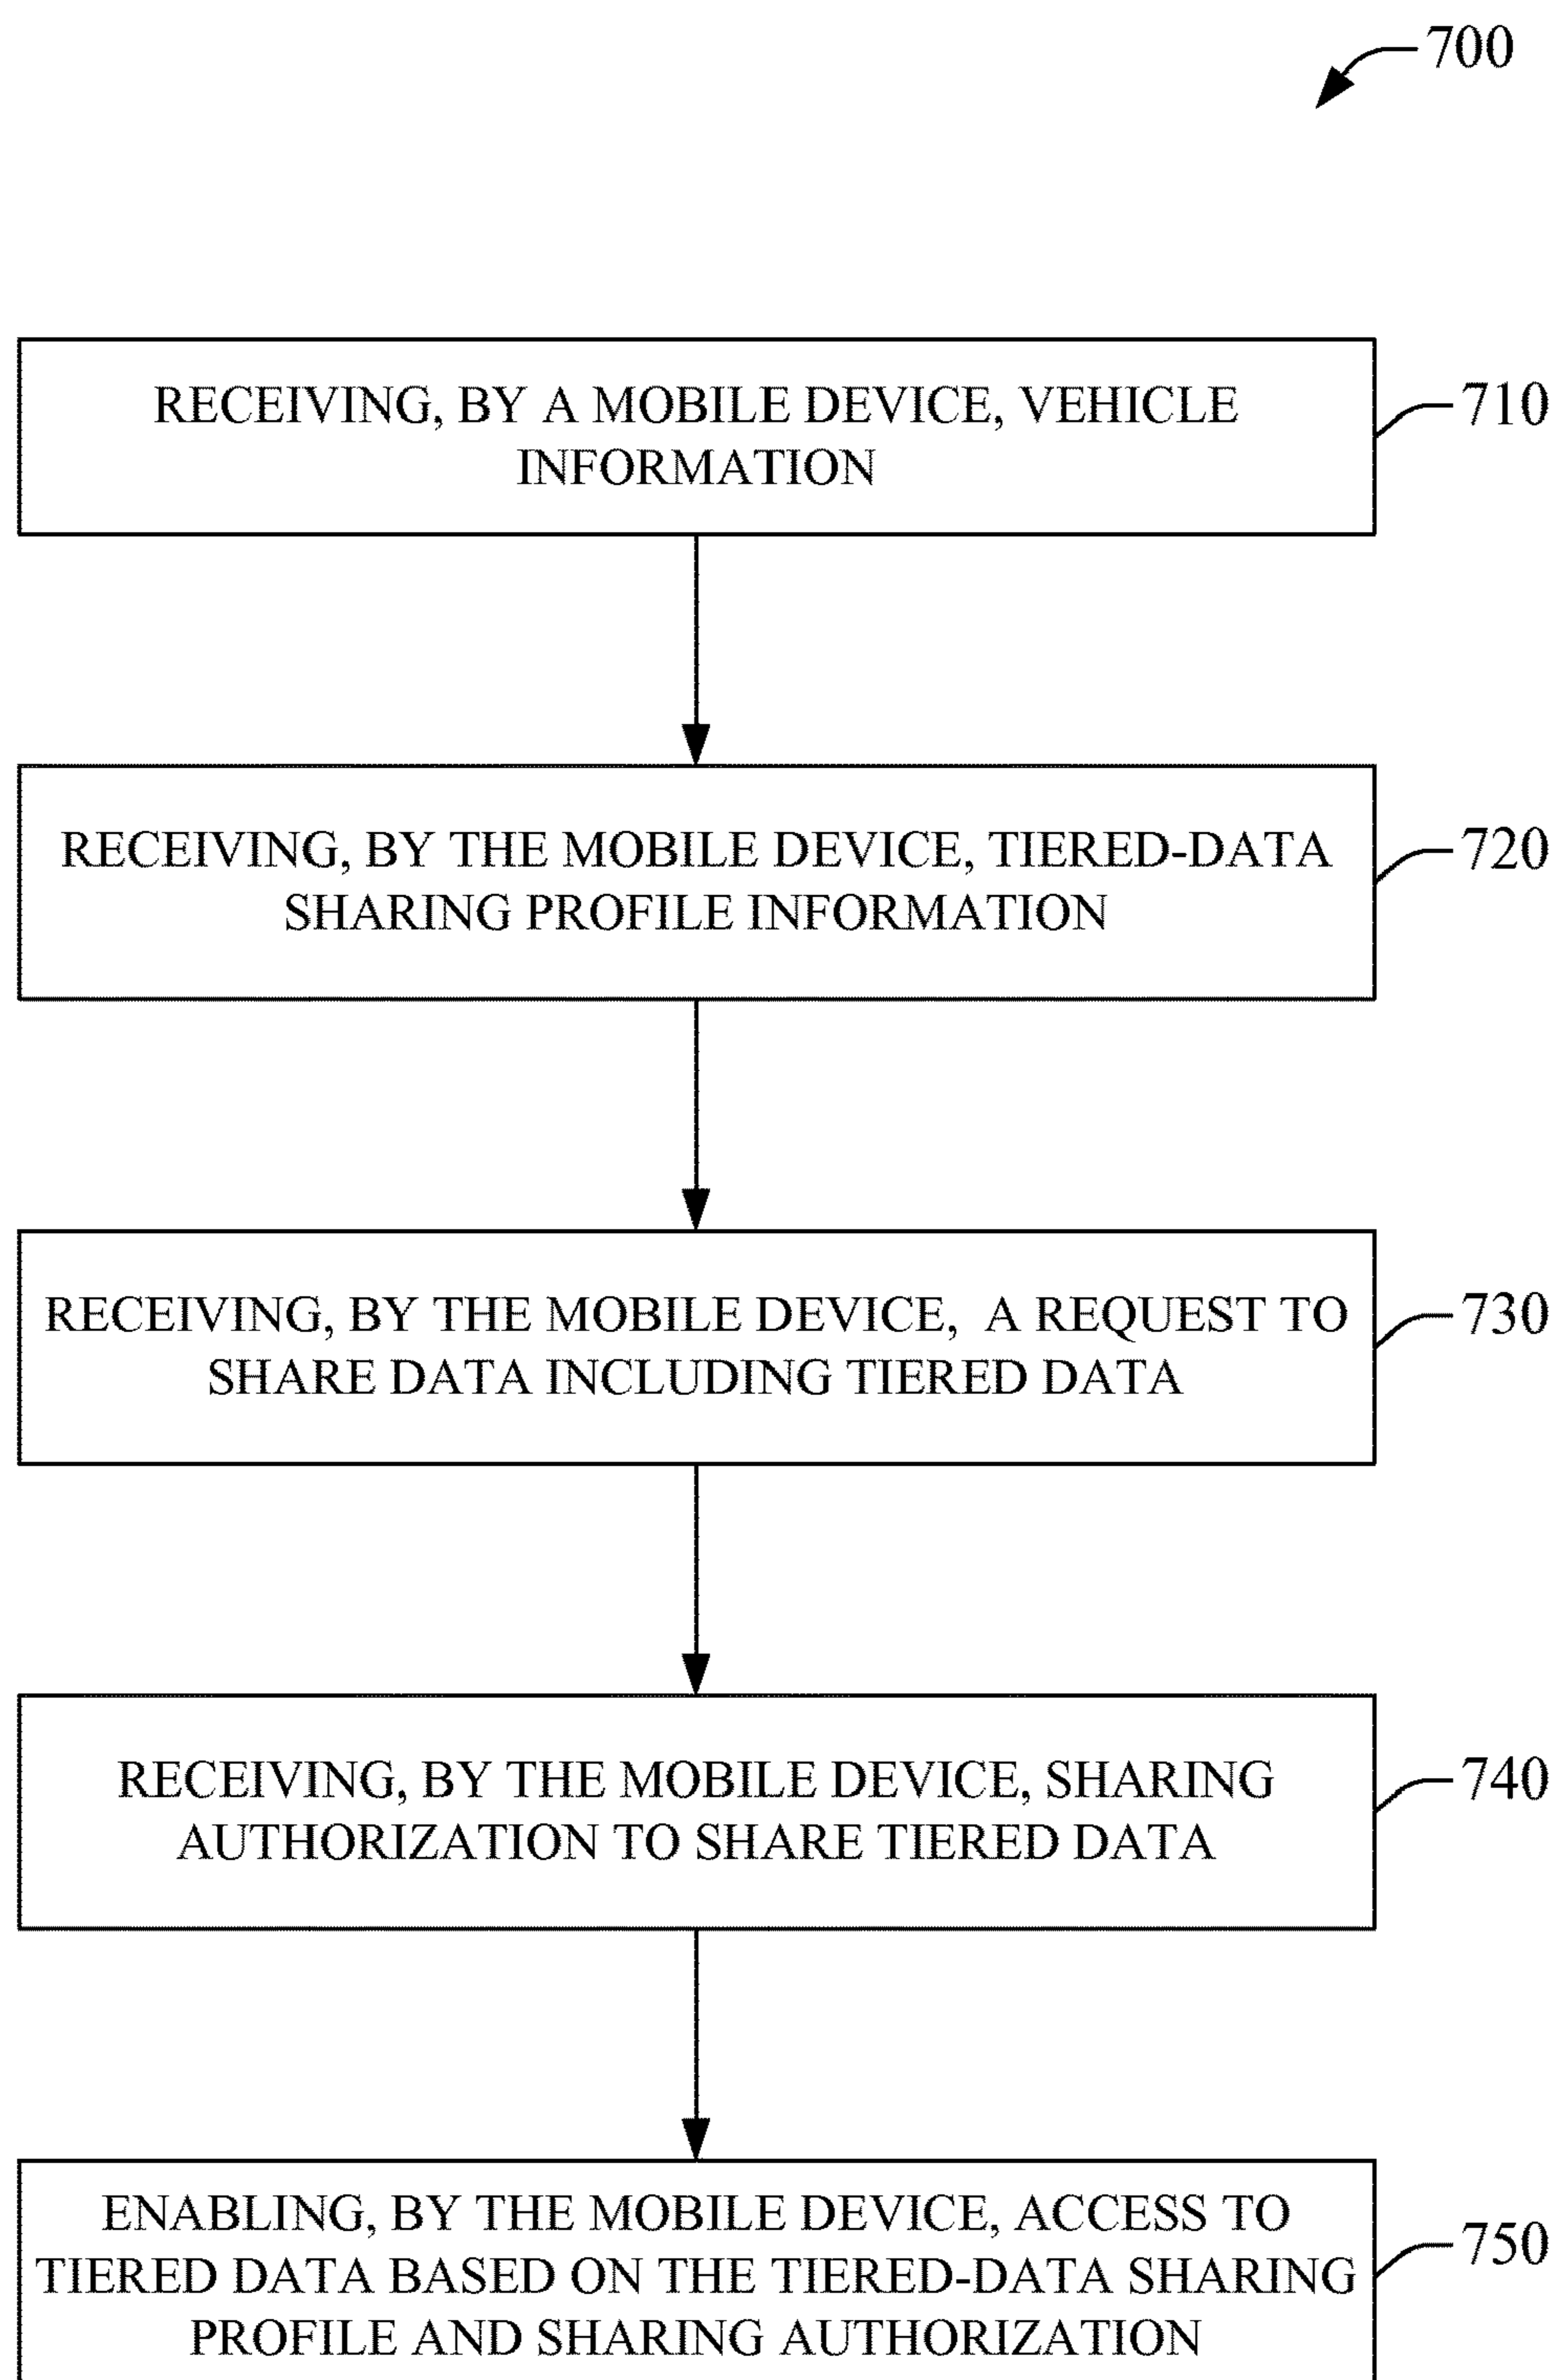 700
RECEIVING, BY A MOBILE DEVICE, VEHICLE
INFORMATION
710
RECEIVING, BY THE MOBILE DEVICE, TIERED-DATA
SHARING PROFILE INFORMATION
720
RECEIVING, BY THE MOBILE DEVICE, A REQUEST TO
SHARE DATA INCLUDING TIERED DATA
730
RECEIVING, BY THE MOBILE DEVICE, SHARING
AUTHORIZATION TO SHARE TIERED DATA
740
ENABLING, BY THE MOBILE DEVICE, ACCESS TO
TIERED DATA BASED ON THE TIERED-DATA SHARING
PROFILE AND SHARING AUTHORIZATION
750